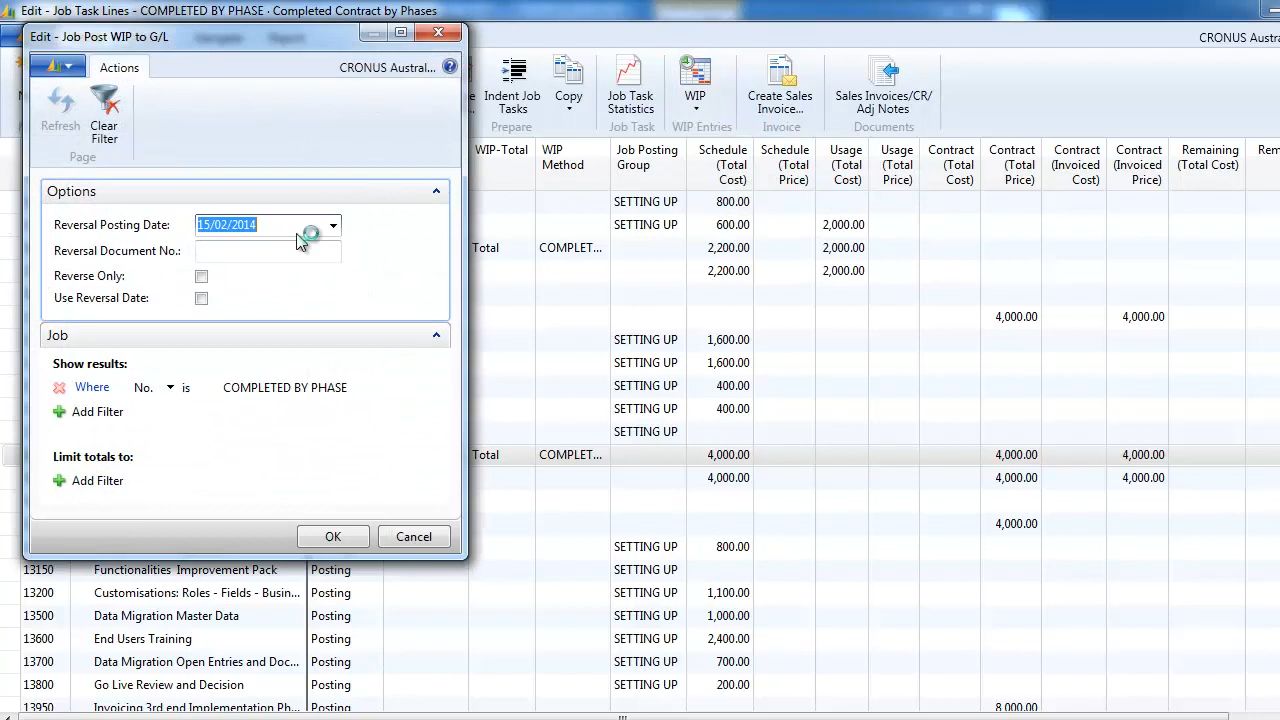 Edit - Job Task Lines - COMPLETED BY PHASE · Completed Contract by Phases
Edit - Job Post WIP to G/L
CRONUS Austral
Actions
CRONUS Austral...
Refresh
Clear Filter
Page
Indent Job Tasks
Copy
Prepare
Job Task Statistics
Job Task
WIP
WIP Entries
Create Sales Invoice...
Invoice
Sales Invoices/CR/Adj Notes
Documents
Options
Reversal Posting Date: 15/02/2014
Reversal Document No.:
Reverse Only:
Use Reversal Date:
Job
Show results:
Where No. is COMPLETED BY PHASE
Add Filter
Limit totals to:
Add Filter
OK Cancel
WIP-Total WIP Method Job Posting Group Schedule (Total Cost) Schedule (Total Price) Usage (Total Cost) Usage (Total Price) Contract (Total Cost) Contract (Total Price) Contract (Invoiced Cost) Contract (Invoiced Price) Remaining (Total Cost)
SETTING UP 800.00
SETTING UP 600.00 2,000.00
Total COMPLET... 2,200.00 2,000.00
2,200.00 2,000.00
4,000.00 4,000.00
SETTING UP 1,600.00
SETTING UP 1,600.00
SETTING UP 400.00
SETTING UP 400.00
SETTING UP
Total COMPLET... 4,000.00 4,000.00 4,000.00
4,000.00 4,000.00 4,000.00
4,000.00
SETTING UP 800.00
13150 Functionalities Improvement Pack Posting SETTING UP
13200 Customisations: Roles - Fields - Busin... Posting SETTING UP 1,100.00
13500 Data Migration Master Data Posting SETTING UP 1,000.00
13600 End Users Training Posting SETTING UP 2,400.00
13700 Data Migration Open Entries and Doc... Posting SETTING UP 700.00
13800 Go Live Review and Decision Posting SETTING UP 200.00
13950 Invoicing 3rd end Implementation Ph... Posting 8,000.00